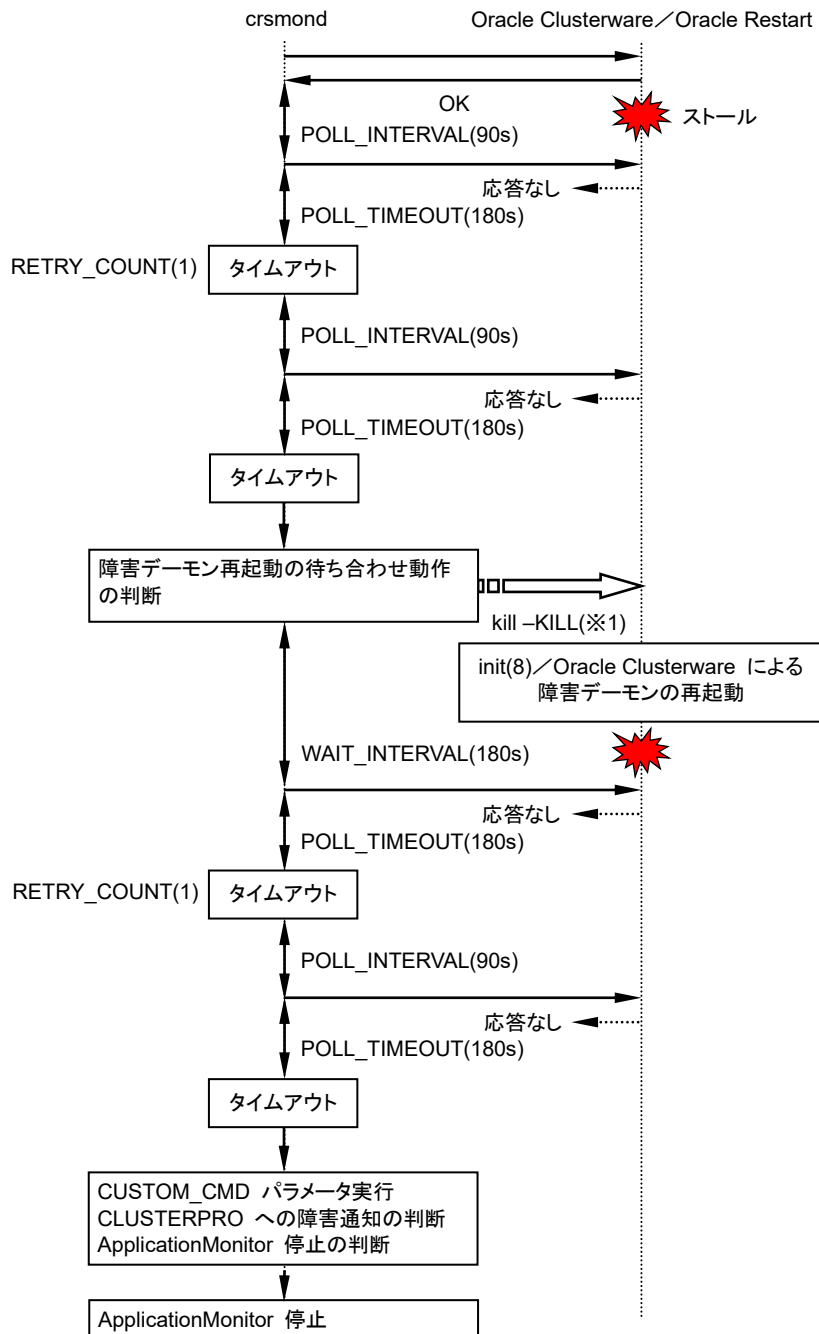 crsmond
Oracle Clusterware／Oracle Restart
OK
ストール
POLL_INTERVAL(90s)
応答なし
POLL_TIMEOUT(180s)
RETRY_COUNT(1)
タイムアウト
POLL_INTERVAL(90s)
応答なし
POLL_TIMEOUT(180s)
タイムアウト
障害デーモン再起動の待ち合わせ動作
の判断
kill –KILL(※1)
init(8)／Oracle Clusterware による
障害デーモンの再起動
WAIT_INTERVAL(180s)
応答なし
POLL_TIMEOUT(180s)
RETRY_COUNT(1)
タイムアウト
POLL_INTERVAL(90s)
応答なし
POLL_TIMEOUT(180s)
タイムアウト
CUSTOM_CMD パラメータ実行
CLUSTERPRO への障害通知の判断
ApplicationMonitor 停止の判断
ApplicationMonitor 停止